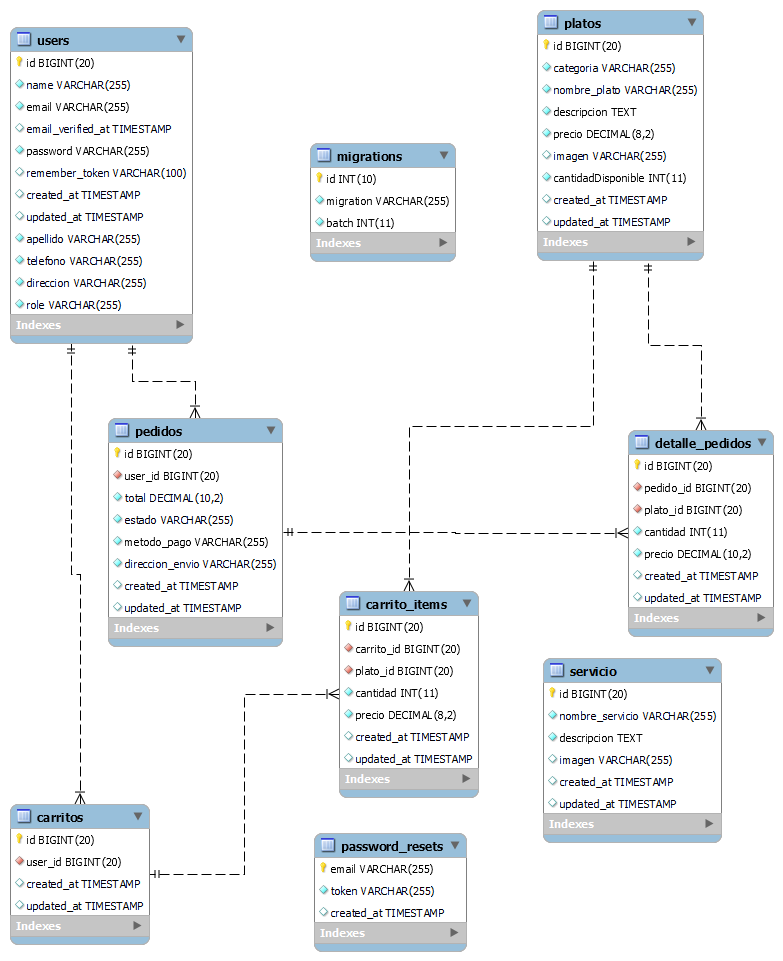 users
id BIGINT(20)
name VARCHAR(255)
email VARCHAR(255)
email_verified_at TIMESTAMP
password VARCHAR(255)
remember_token VARCHAR(100)
created_at TIMESTAMP
updated_at TIMESTAMP
apellido VARCHAR(255)
telefono VARCHAR(255)
direccion VARCHAR(255)
role VARCHAR(255)
Indexes
migrations
id INT(10)
migration VARCHAR(255)
batch INT(11)
Indexes
platos
id BIGINT(20)
categoria VARCHAR(255)
nombre_plato VARCHAR(255)
descripcion TEXT
precio DECIMAL(8,2)
imagen VARCHAR(255)
cantidadDisponible INT(11)
created_at TIMESTAMP
updated_at TIMESTAMP
Indexes
pedidos
id BIGINT(20)
user_id BIGINT(20)
total DECIMAL(10,2)
estado VARCHAR(255)
metodo_pago VARCHAR(255)
direccion_envio VARCHAR(255)
created_at TIMESTAMP
updated_at TIMESTAMP
Indexes
detalle_pedidos
id BIGINT(20)
pedido_id BIGINT(20)
plato_id BIGINT(20)
cantidad INT(11)
precio DECIMAL(10,2)
created_at TIMESTAMP
updated_at TIMESTAMP
Indexes
carrito_items
id BIGINT(20)
carrito_id BIGINT(20)
plato_id BIGINT(20)
cantidad INT(11)
precio DECIMAL(8,2)
created_at TIMESTAMP
updated_at TIMESTAMP
Indexes
servicio
id BIGINT(20)
nombre_servicio VARCHAR(255)
descripcion TEXT
imagen VARCHAR(255)
created_at TIMESTAMP
updated_at TIMESTAMP
Indexes
carritos
id BIGINT(20)
user_id BIGINT(20)
created_at TIMESTAMP
updated_at TIMESTAMP
Indexes
password_resets
email VARCHAR(255)
token VARCHAR(255)
created_at TIMESTAMP
Indexes